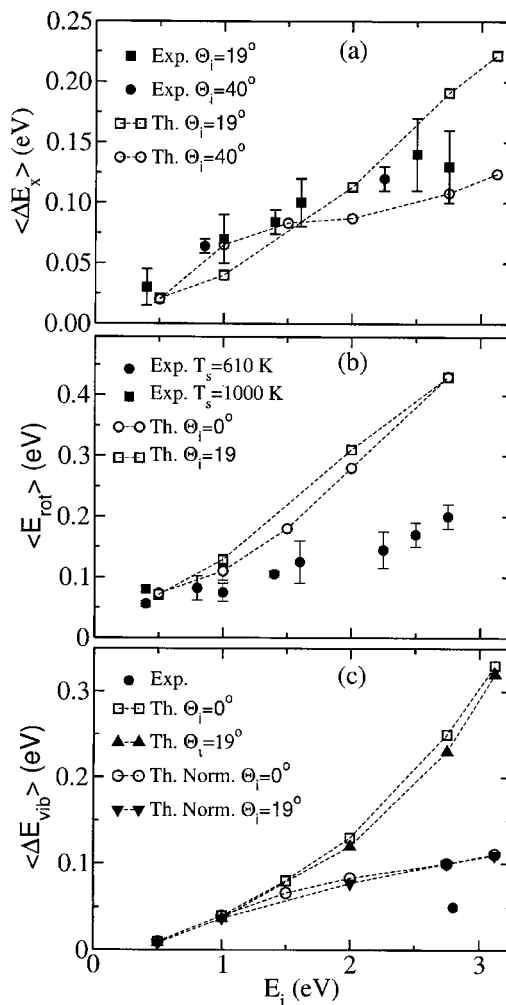 0.25
0.20
0.15
0.10
0.05
0.00
<ΔE_x> (eV)
(a)
Exp. Θ_i=19°
Exp. Θ_i=40°
Th. Θ_i=19°
Th. Θ_i=40°
0.4
0.3
0.2
0.1
0
<E_rot> (eV)
(b)
Exp. T_s=610 K
Exp. T_s=1000 K
Th. Θ_i=0°
Th. Θ_i=19
0.3
0.2
0.1
0
<ΔE_vib> (eV)
(c)
Exp.
Th. Θ_i=0°
Th. Θ_i=19°
Th. Norm. Θ_i=0°
Th. Norm. Θ_i=19°
0 1 2 3
E_i (eV)